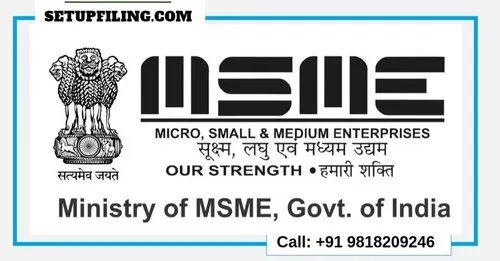 SETUPFILING.COM
MSME
MICRO, SMALL & MEDIUM ENTERPRISES
सूक्ष्म, लघु एवं मध्यम उद्यम
OUR STRENGTH • हमारी शक्ति
सत्यमेव जयते
Ministry of MSME, Govt. of India
Call: +91 9818209246